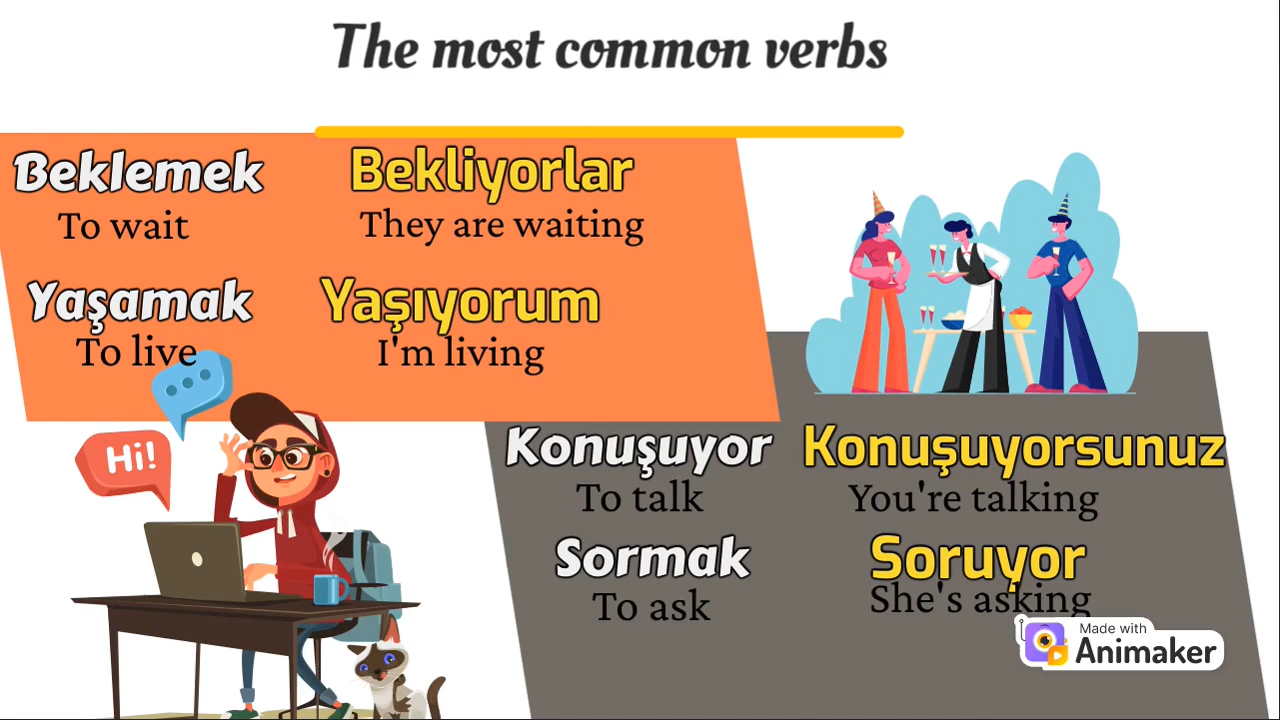 The most common verbs
Beklemek
Bekliyorlar
To wait
They are waiting
Yaşamak
Yaşıyorum
To live
I'm living
Hi!
Konuşuyor
Konuşuyorsunuz
To talk
You're talking
Sormak
Soruyor
To ask
She's asking
Made with
Animaker